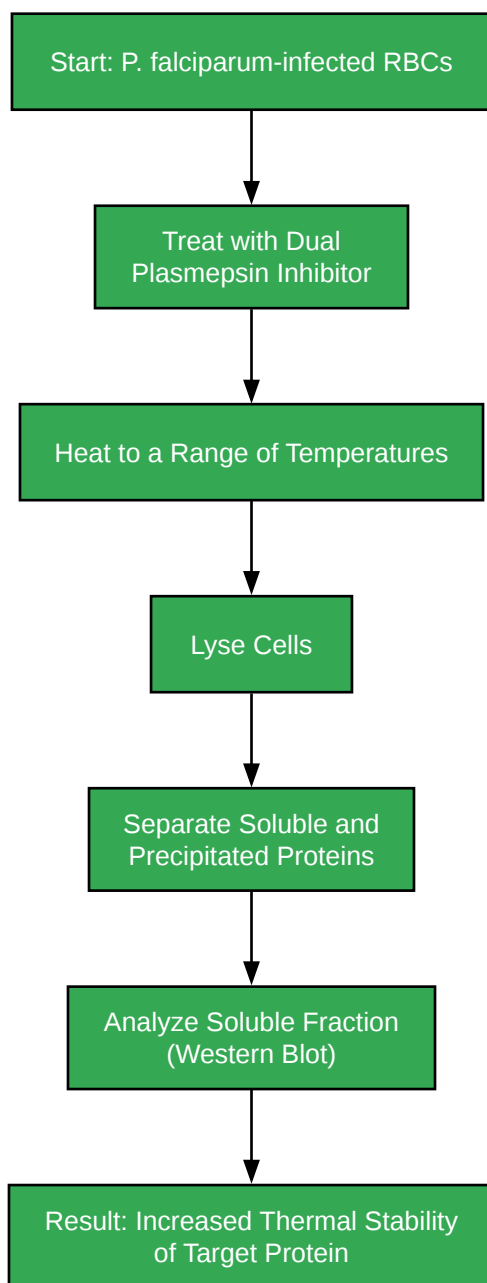 Start: P. falciparum-infected RBCs
Treat with Dual
Plasmepsin Inhibitor
Heat to a Range of Temperatures
Lyse Cells
Separate Soluble and
Precipitated Proteins
Analyze Soluble Fraction
(Western Blot)
Result: Increased Thermal Stability
of Target Protein